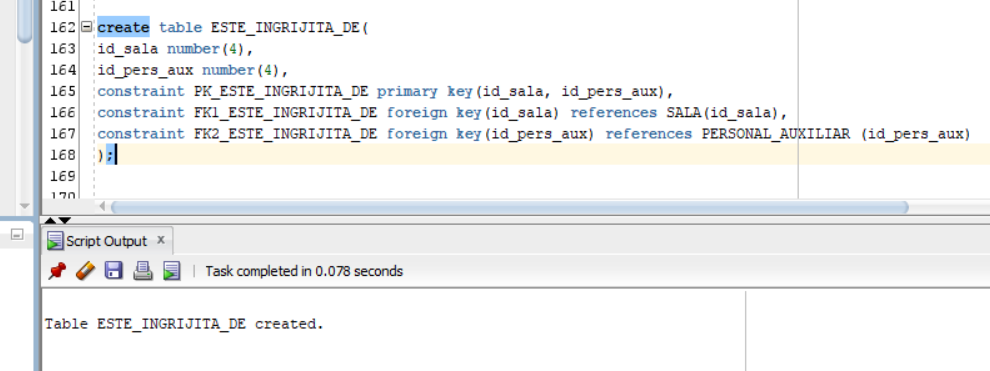 161
162 create table ESTE_INGRIJITA_DE(
163 id_sala number(4),
164 id_pers_aux number(4),
165 constraint PK_ESTE_INGRIJITA_DE primary key(id_sala, id_pers_aux),
166 constraint FK1_ESTE_INGRIJITA_DE foreign key(id_sala) references SALA(id_sala),
167 constraint FK2_ESTE_INGRIJITA_DE foreign key(id_pers_aux) references PERSONAL_AUXILIAR (id_pers_aux)
168 );
169
170
Script Output x
Task completed in 0.078 seconds
Table ESTE_INGRIJITA_DE created.